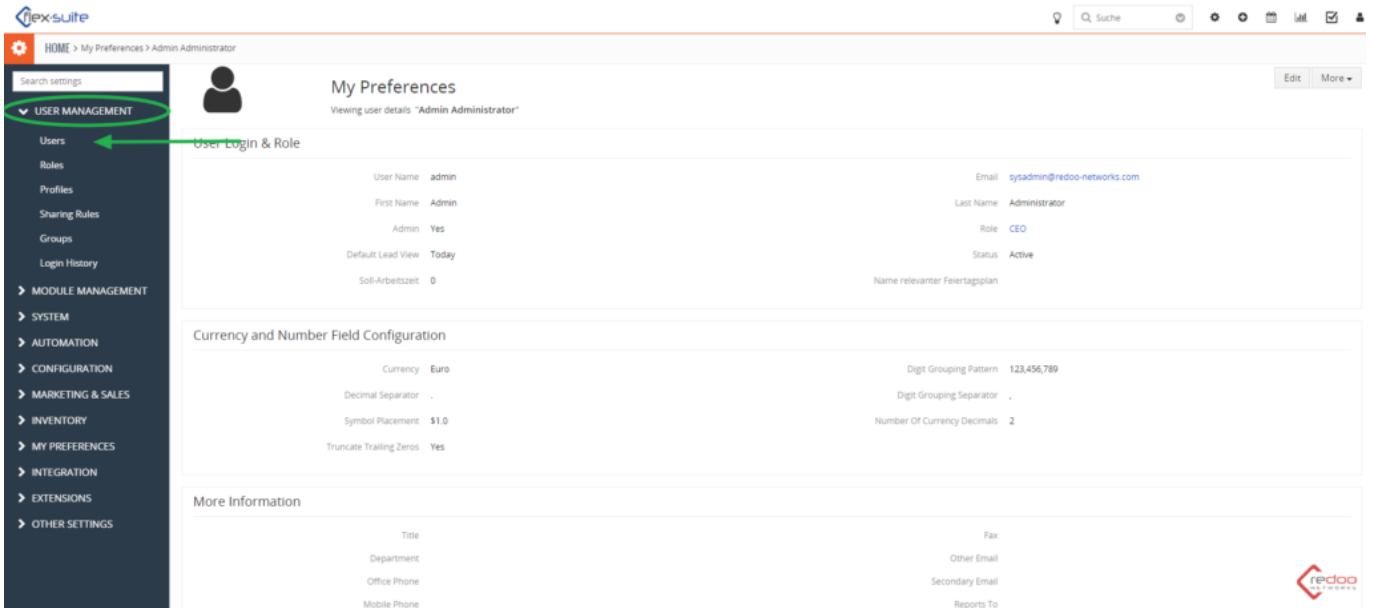 flex-suite
Suche
HOME > My Preferences > Admin Administrator
Search settings
USER MANAGEMENT
Users
Roles
Profiles
Sharing Rules
Groups
Login History
MODULE MANAGEMENT
SYSTEM
AUTOMATION
CONFIGURATION
MARKETING & SALES
INVENTORY
MY PREFERENCES
INTEGRATION
EXTENSIONS
OTHER SETTINGS
My Preferences
Viewing user details "Admin Administrator"
Edit More
User Login & Role
User Name admin Email sysadmin@redoo-networks.com
First Name Admin Last Name Administrator
Admin Yes Role CEO
Default Lead View Today Status Active
Soll-Arbeitszeit 0 Name relevanter Feiertagsplan
Currency and Number Field Configuration
Currency Euro Digit Grouping Pattern 123,456,789
Decimal Separator . Digit Grouping Separator ,
Symbol Placement $1.0 Number Of Currency Decimals 2
Truncate Trailing Zeros Yes
More Information
Title Fax
Department Other Email
Office Phone Secondary Email
Mobile Phone Reports To
redoo
NETWORKS